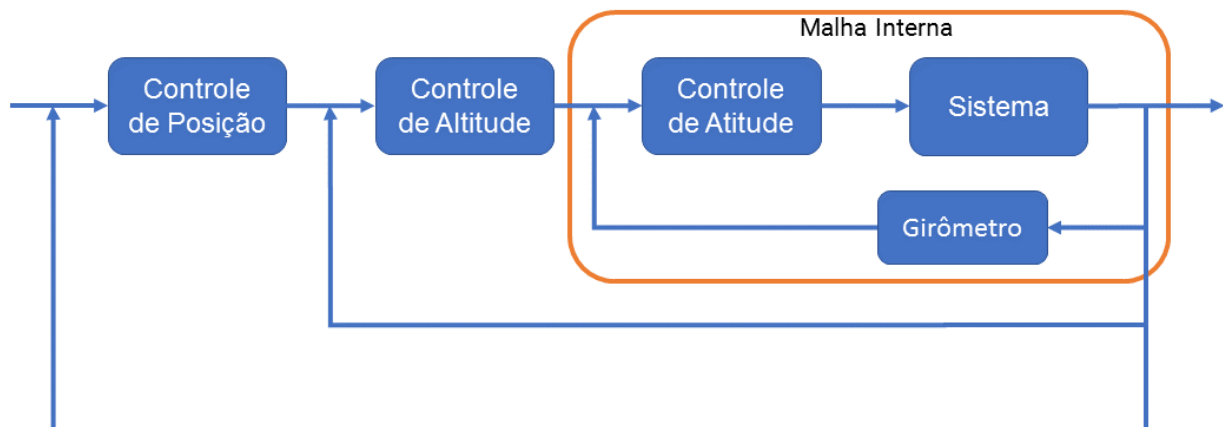 Malha Interna
Controle
de Posição
Controle
de Altitude
Controle
de Atitude
Sistema
Girômetro